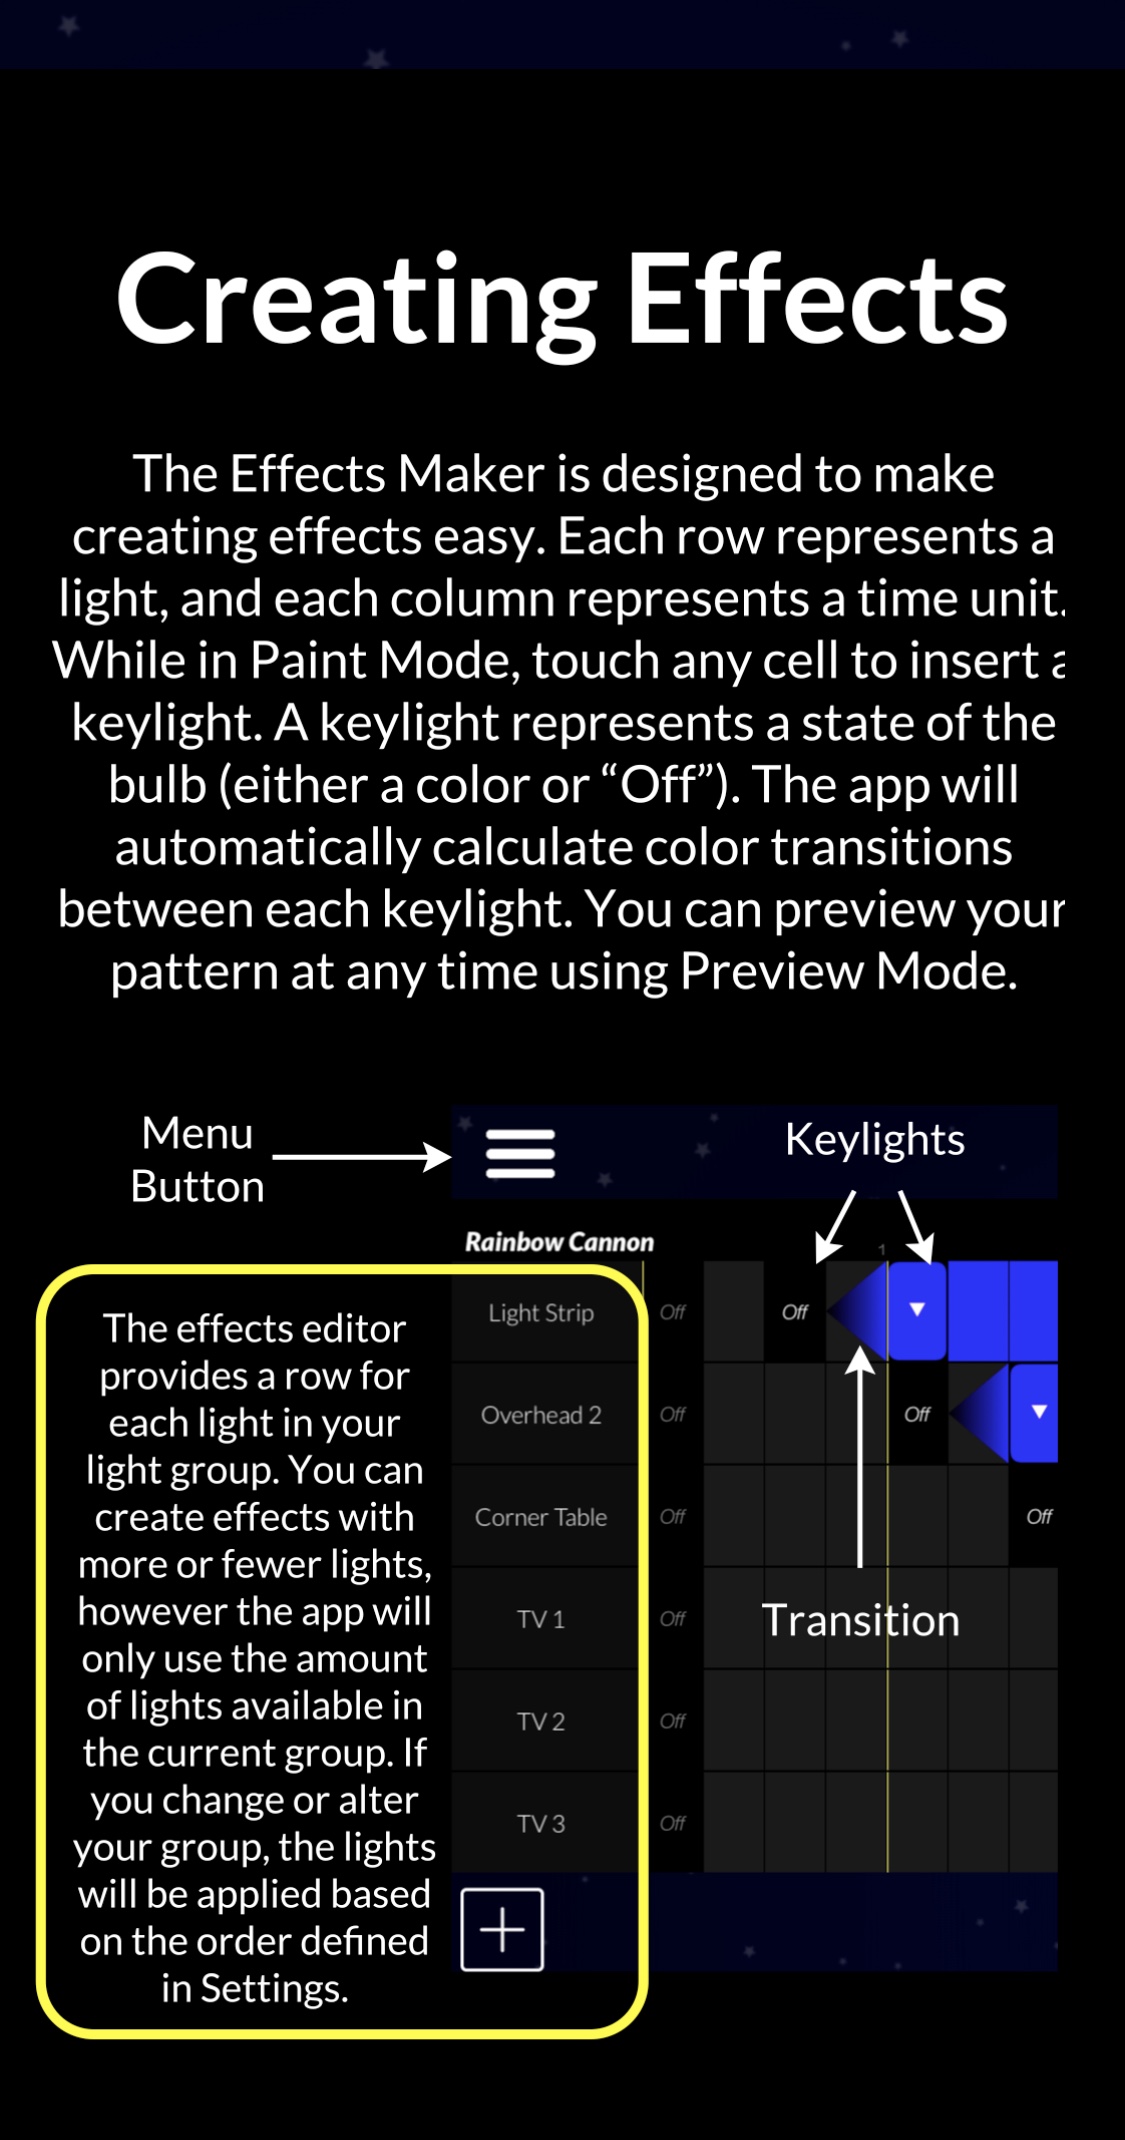 Creating Effects
The Effects Maker is designed to make
creating effects easy. Each row represents a
light, and each column represents a time unit.
While in Paint Mode, touch any cell to insert a
keylight. A keylight represents a state of the
bulb (either a color or “Off”). The app will
automatically calculate color transitions
between each keylight. You can preview your
pattern at any time using Preview Mode.
Menu
Button
Keylights
Rainbow Cannon
1
Light Strip Off Off
Overhead 2 Off Off
Corner Table Off Off
TV 1 Off
Transition
TV 2 Off
TV 3 Off
The effects editor
provides a row for
each light in your
light group. You can
create effects with
more or fewer lights,
however the app will
only use the amount
of lights available in
the current group. If
you change or alter
your group, the lights
will be applied based
on the order defined
in Settings.